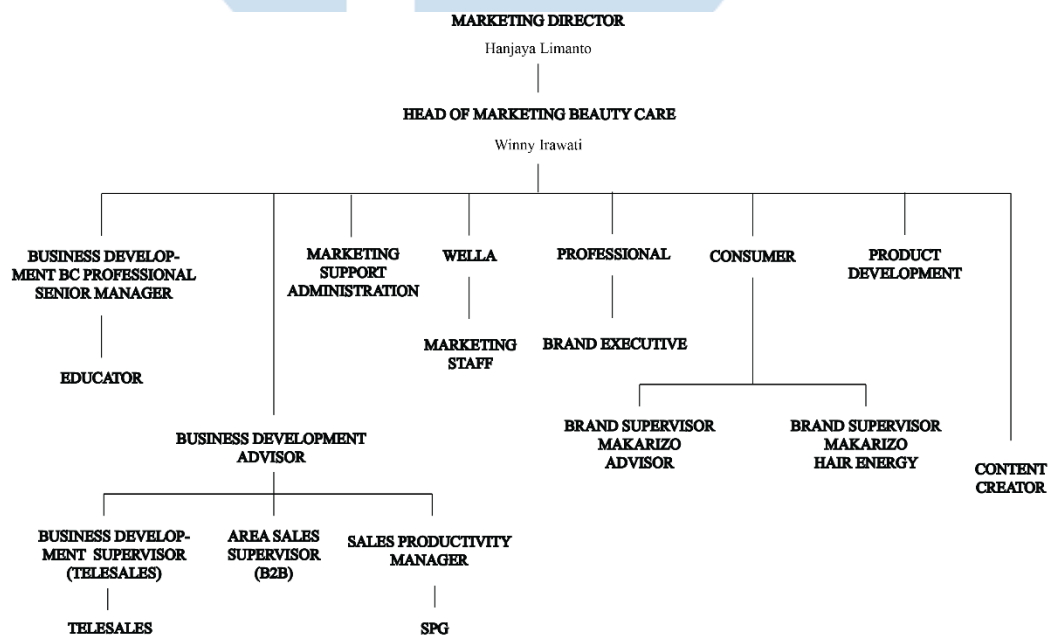 MARKETING DIRECTOR
Hanjaya Limanto
HEAD OF MARKETING BEAUTY CARE
Winny Irawati
BUSINESS DEVELOP-
MENT BC PROFESSIONAL
SENIOR MANAGER
MARKETING
SUPPORT
ADMINISTRATION
WELLA
PROFESSIONAL
CONSUMER
PRODUCT
DEVELOPMENT
EDUCATOR
MARKETING
STAFF
BRAND EXECUTIVE
BUSINESS DEVELOPMENT
ADVISOR
BRAND SUPERVISOR
MAKARIZO
ADVISOR
BRAND SUPERVISOR
MAKARIZO
HAIR ENERGY
CONTENT
CREATOR
BUSINESS DEVELOP-
MENT SUPERVISOR
(TELESALES)
AREA SALES
SUPERVISOR
(B2B)
SALES PRODUCTIVITY
MANAGER
TELESALES
SPG